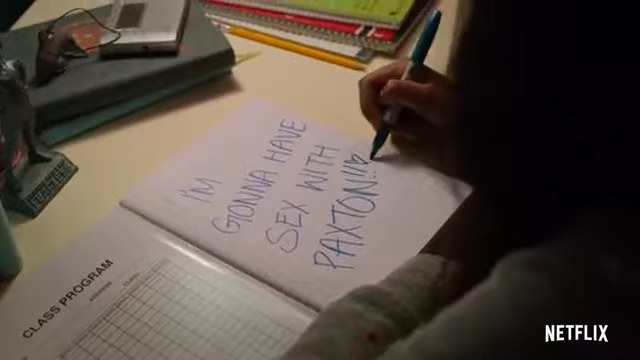 I'M
GONNA HAVE
SEX WITH
PAXTON!!
CLASS PROGRAM
NETFLIX